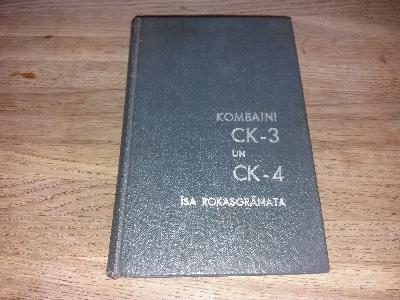 KOMBAINI
CK-3
UN
CK-4
ĪSA ROKASGRĀMATA